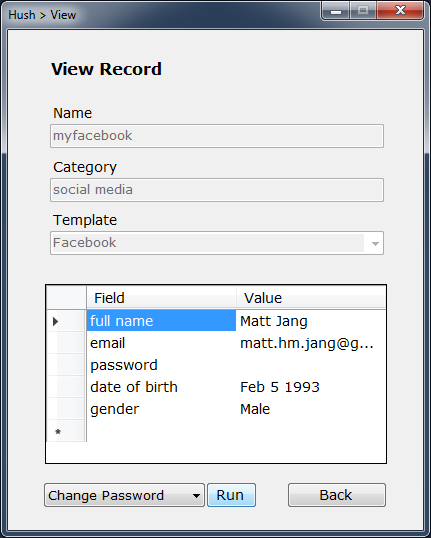 Hush > View
View Record
Name
myfacebook
Category
social media
Template
Facebook
Field Value
full name Matt Jang
email matt.hm.jang@g...
password
date of birth Feb 5 1993
gender Male
*
Change Password Run Back